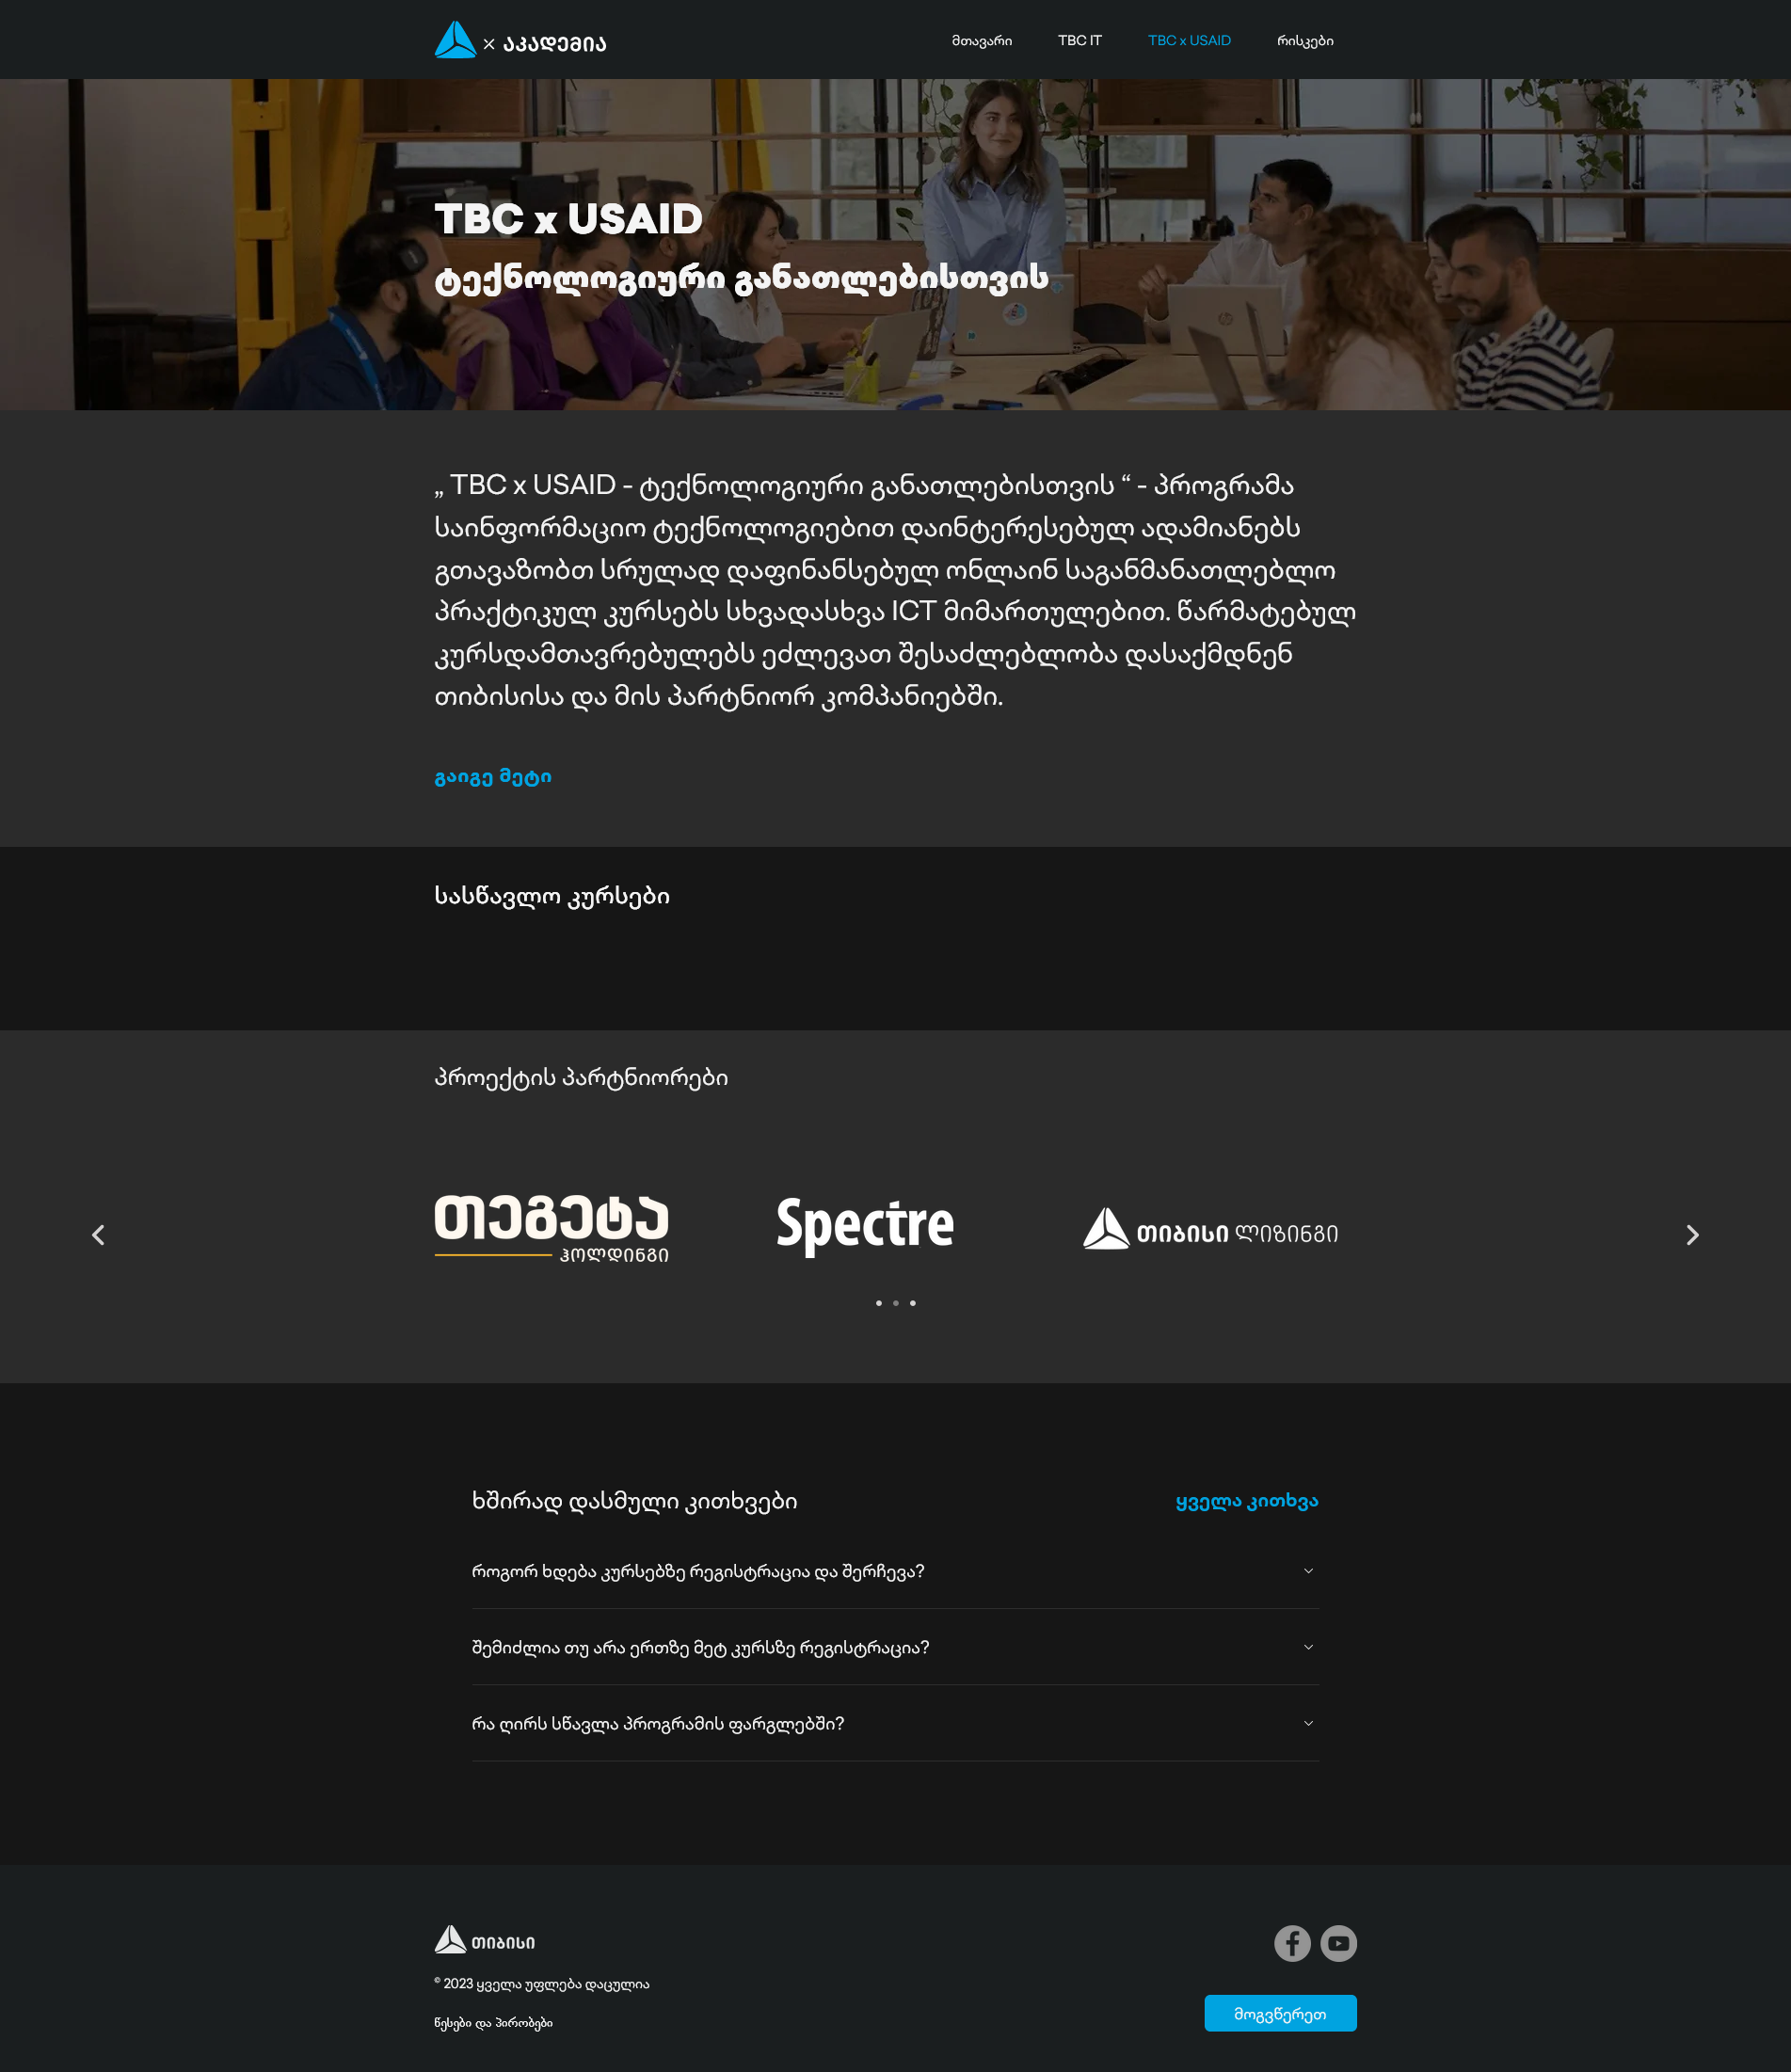 × აკადემია
მთავარი
TBC IT
TBC x USAID
რისკები
TBC x USAID
ტექნოლოგიური განათლებისთვის
„ TBC x USAID - ტექნოლოგიური განათლებისთვის “ - პროგრამა
საინფორმაციო ტექნოლოგიებით დაინტერესებულ ადამიანებს
გთავაზობთ სრულად დაფინანსებულ ონლაინ საგანმანათლებლო
პრაქტიკულ კურსებს სხვადასხვა ICT მიმართულებით. წარმატებულ
კურსდამთავრებულებს ეძლევათ შესაძლებლობა დასაქმდნენ
თიბისისა და მის პარტნიორ კომპანიებში.
გაიგე მეტი
სასწავლო კურსები
პროექტის პარტნიორები
თეგეტა
ჰოლდინგი
Spectre
თიბისი ლიზინგი
ხშირად დასმული კითხვები
ყველა კითხვა
როგორ ხდება კურსებზე რეგისტრაცია და შერჩევა?
შემიძლია თუ არა ერთზე მეტ კურსზე რეგისტრაცია?
რა ღირს სწავლა პროგრამის ფარგლებში?
თიბისი
© 2023 ყველა უფლება დაცულია
წესები და პირობები
მოგვწერეთ